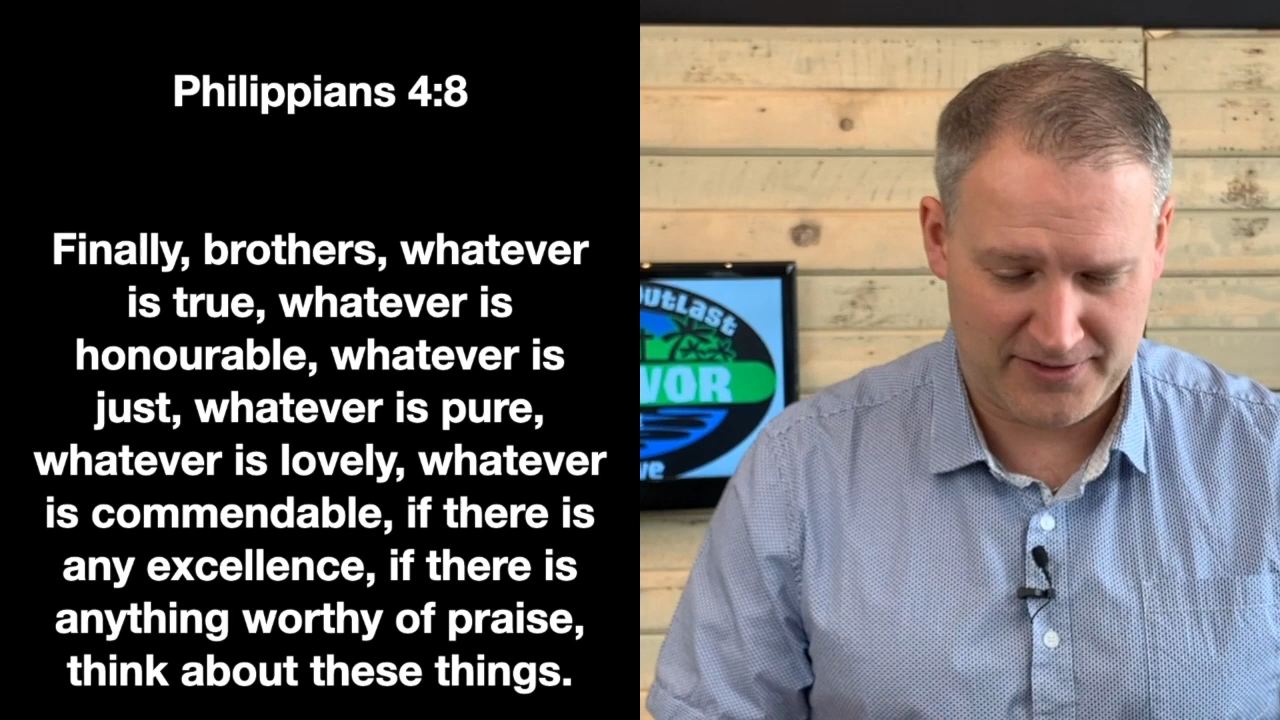 Philippians 4:8
Finally, brothers, whatever
is true, whatever is
honourable, whatever is
just, whatever is pure,
whatever is lovely, whatever
is commendable, if there is
any excellence, if there is
anything worthy of praise,
think about these things.
outlast